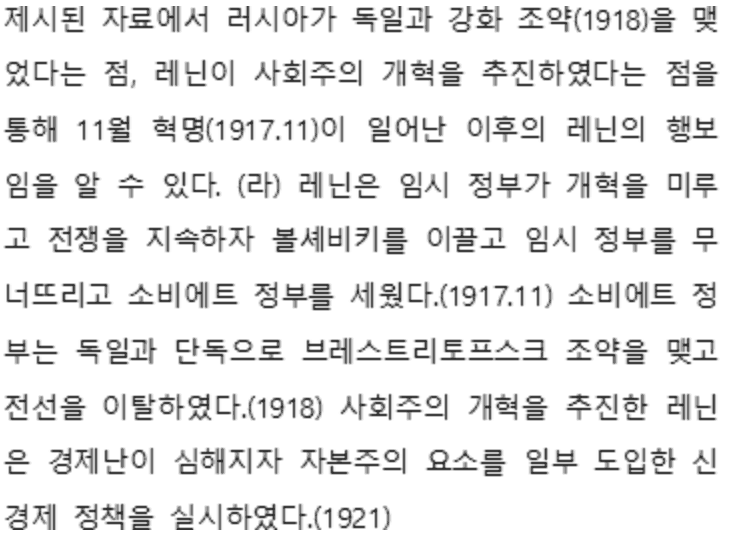 제시된 자료에서 러시아가 독일과 강화 조약(1918)을 맺
었다는 점, 레닌이 사회주의 개혁을 추진하였다는 점을
통해 11월 혁명(1917.11)이 일어난 이후의 레닌의 행보
임을 알 수 있다. (라) 레닌은 임시 정부가 개혁을 미루
고 전쟁을 지속하자 볼셰비키를 이끌고 임시 정부를 무
너뜨리고 소비에트 정부를 세웠다.(1917.11) 소비에트 정
부는 독일과 단독으로 브레스트리토프스크 조약을 맺고
전선을 이탈하였다.(1918) 사회주의 개혁을 추진한 레닌
은 경제난이 심해지자 자본주의 요소를 일부 도입한 신
경제 정책을 실시하였다.(1921)